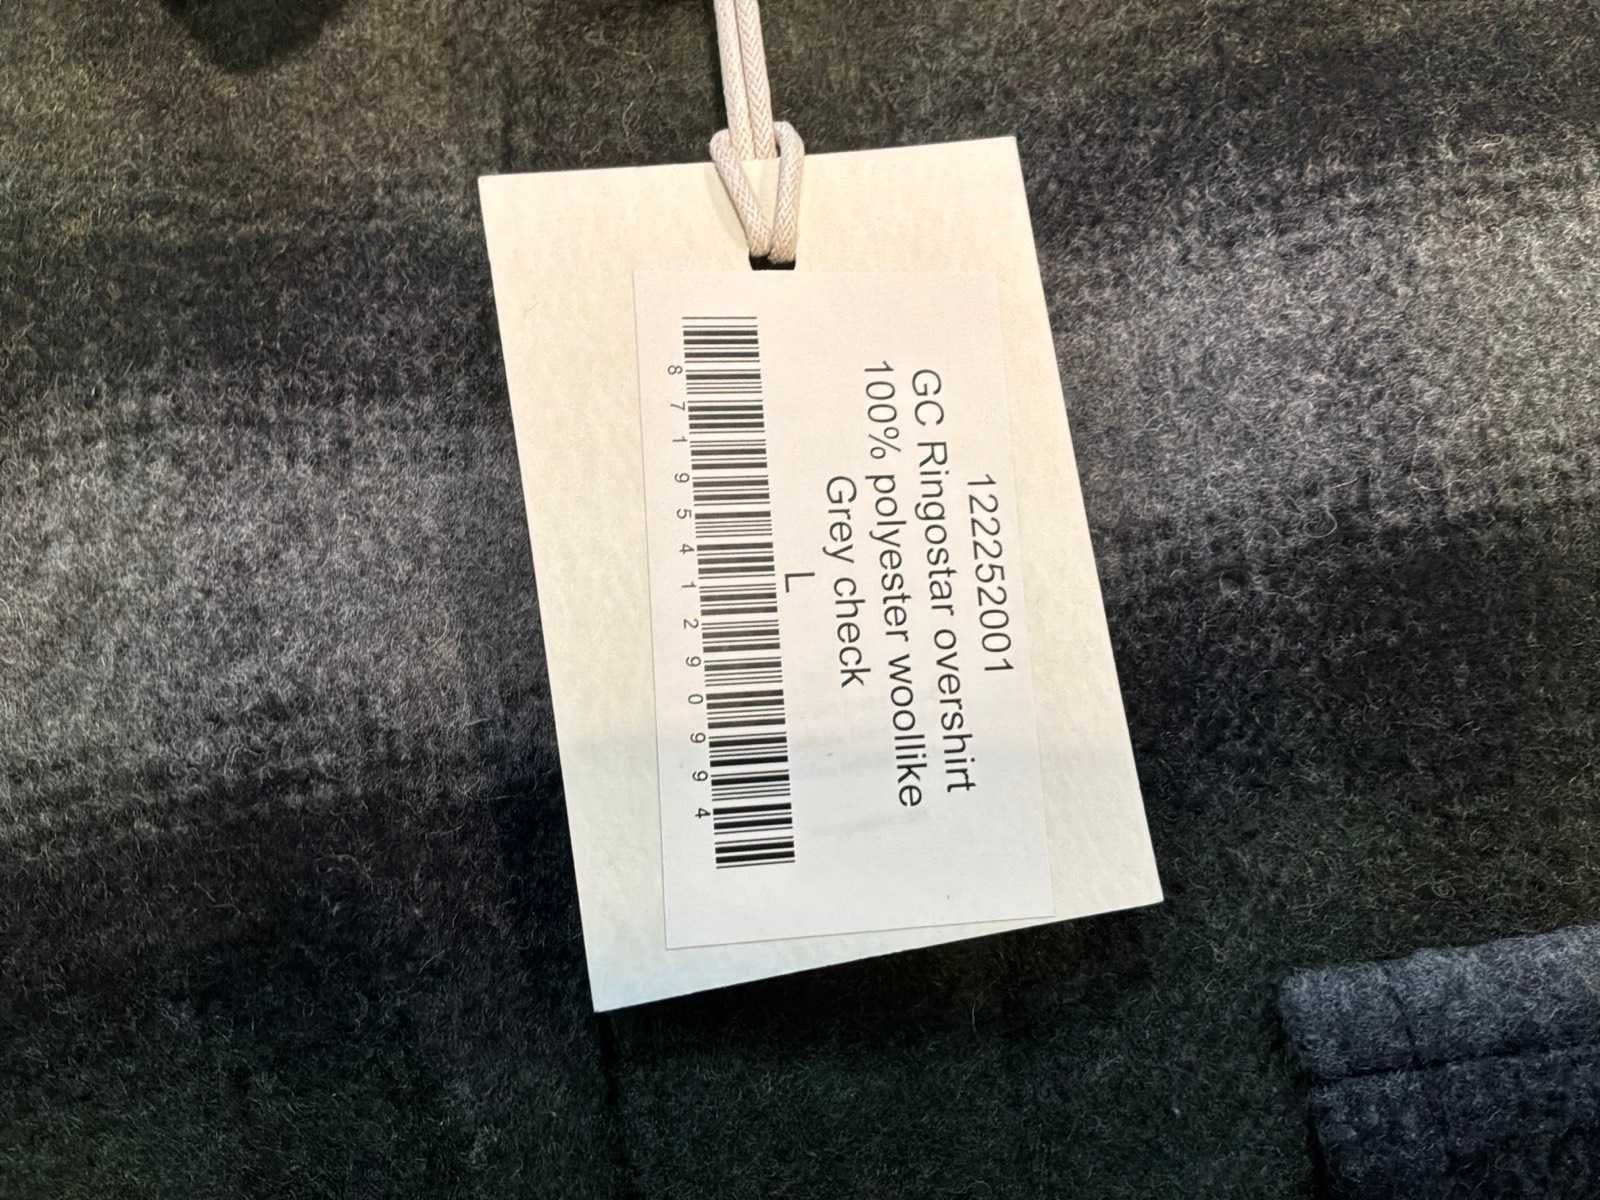 122252001
GC Ringostar overshirt
100% polyester woollike
Grey check
L
8719541290994